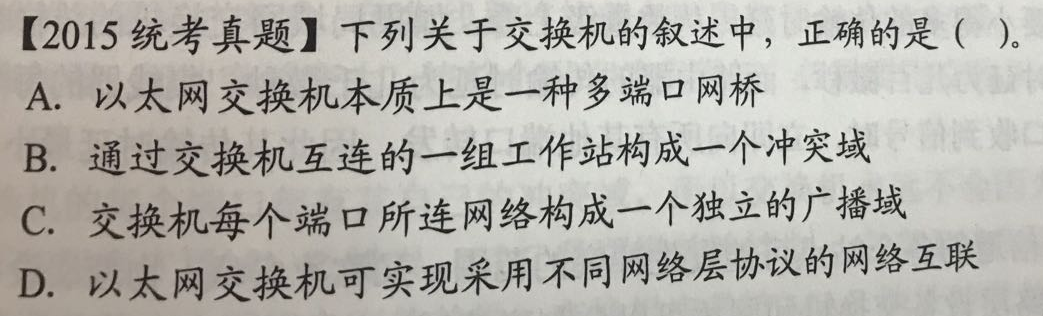 【2015 统考真题】下列关于交换机的叙述中，正确的是（ ）。
A. 以太网交换机本质上是一种多端口网桥
B. 通过交换机互连的一组工作站构成一个冲突域
C. 交换机每个端口所连网络构成一个独立的广播域
D. 以太网交换机可实现采用不同网络层协议的网络互联